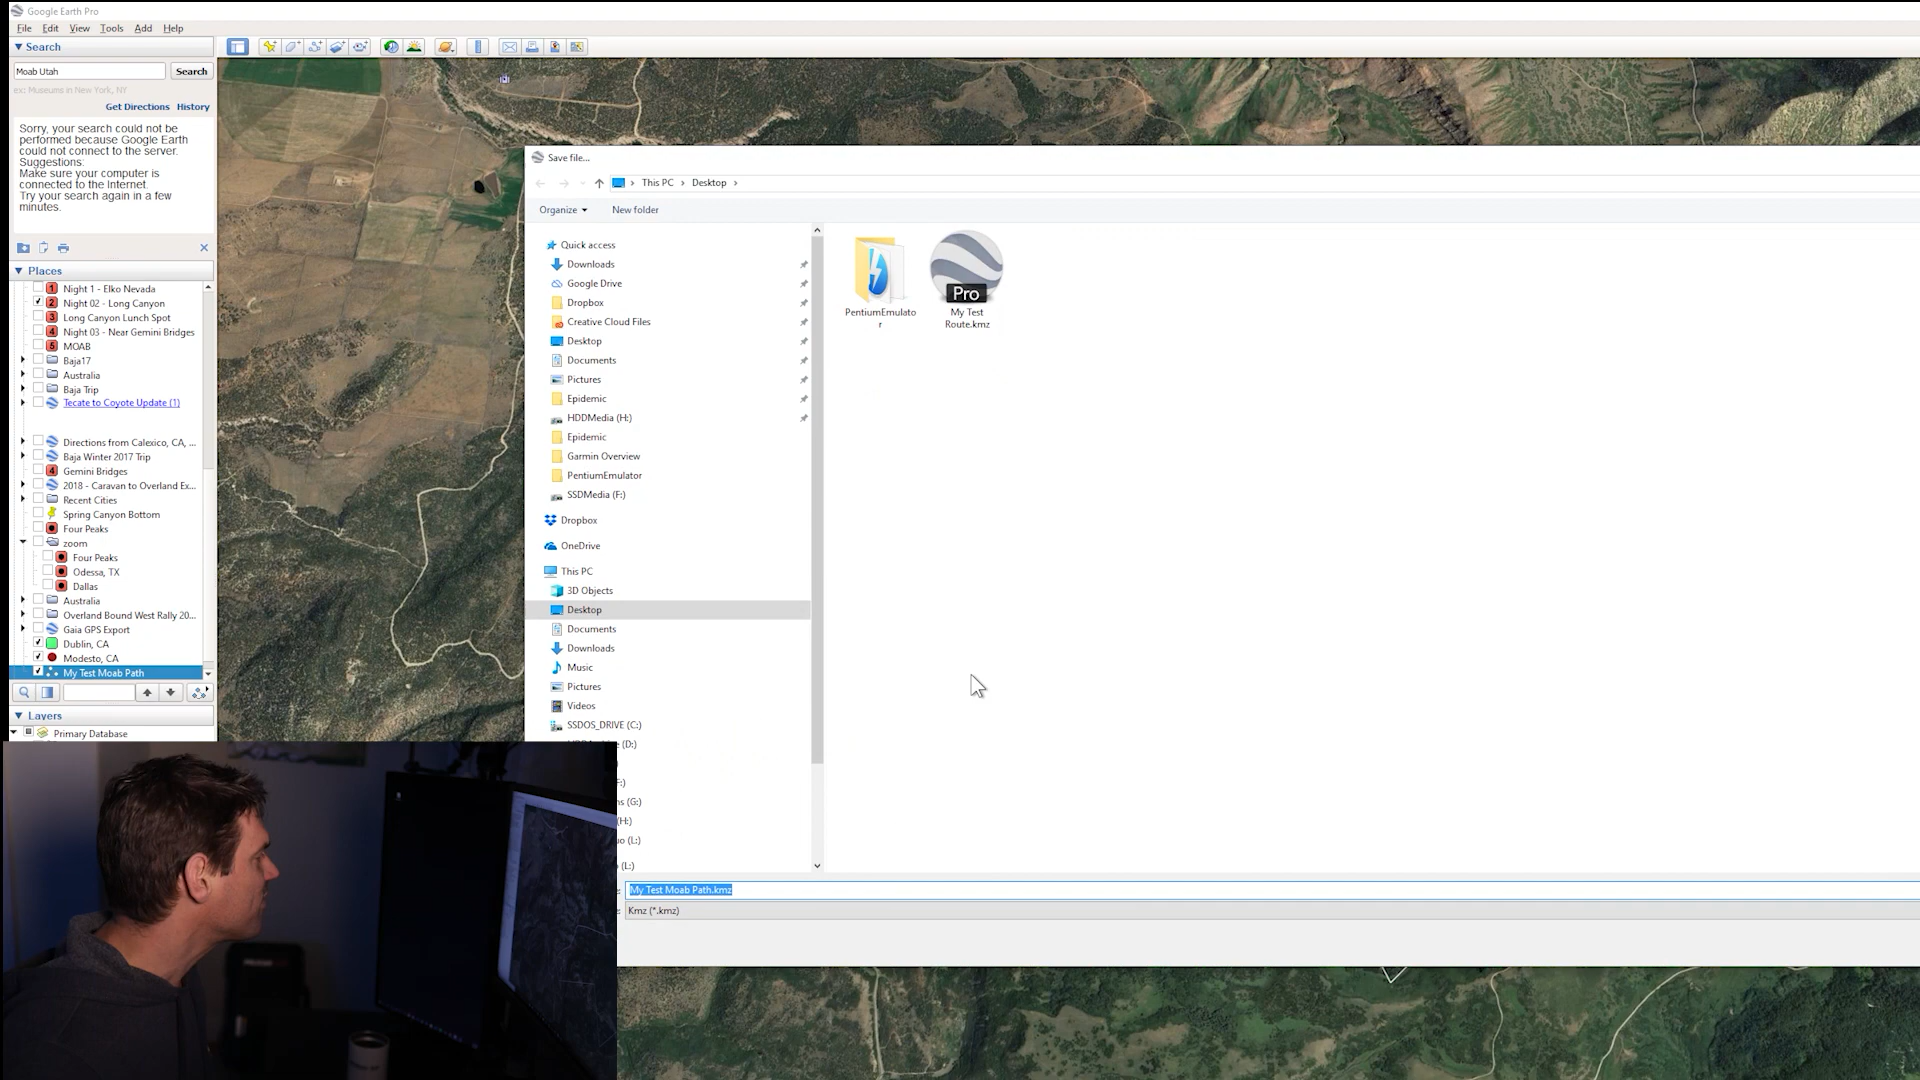 Google Earth Pro
File Edit View Tools Add Help
Search
Moab Utah
Search
ex: Museums in New York, NY
Get Directions History
Sorry, your search could not be
performed because Google Earth
could not connect to the server.
Suggestions:
Make sure your computer is
connected to the Internet.
Try your search again in a few
minutes.
Places
1 Night 1 - Elko Nevada
2 Night 02 - Long Canyon
3 Long Canyon Lunch Spot
4 Night 03 - Near Gemini Bridges
5 MOAB
Baja17
Australia
Baja Trip
Tecate to Coyote Update (1)
Directions from Calexico, CA, ...
Baja Winter 2017 Trip
4 Gemini Bridges
2018 - Caravan to Overland Ex...
Recent Cities
Spring Canyon Bottom
Four Peaks
zoom
Four Peaks
Odessa, TX
Dallas
Australia
Overland Bound West Rally 20...
Gaia GPS Export
Dublin, CA
Modesto, CA
My Test Moab Path
Layers
Primary Database
Save file...
This PC > Desktop >
Organize New folder
Quick access
Downloads
Google Drive
Dropbox
Creative Cloud Files
Desktop
Documents
Pictures
Epidemic
HDDMedia (H:)
Epidemic
Garmin Overview
PentiumEmulator
SSDMedia (F:)
Dropbox
OneDrive
This PC
3D Objects
Desktop
Documents
Downloads
Music
Pictures
Videos
SSDOS_DRIVE (C:)
(D:)
F:)
ns (G:)
(H:)
uo (L:)
(L:)
PentiumEmulato
r
Pro
My Test
Route.kmz
My Test Moab Path.kmz
Kmz (*.kmz)